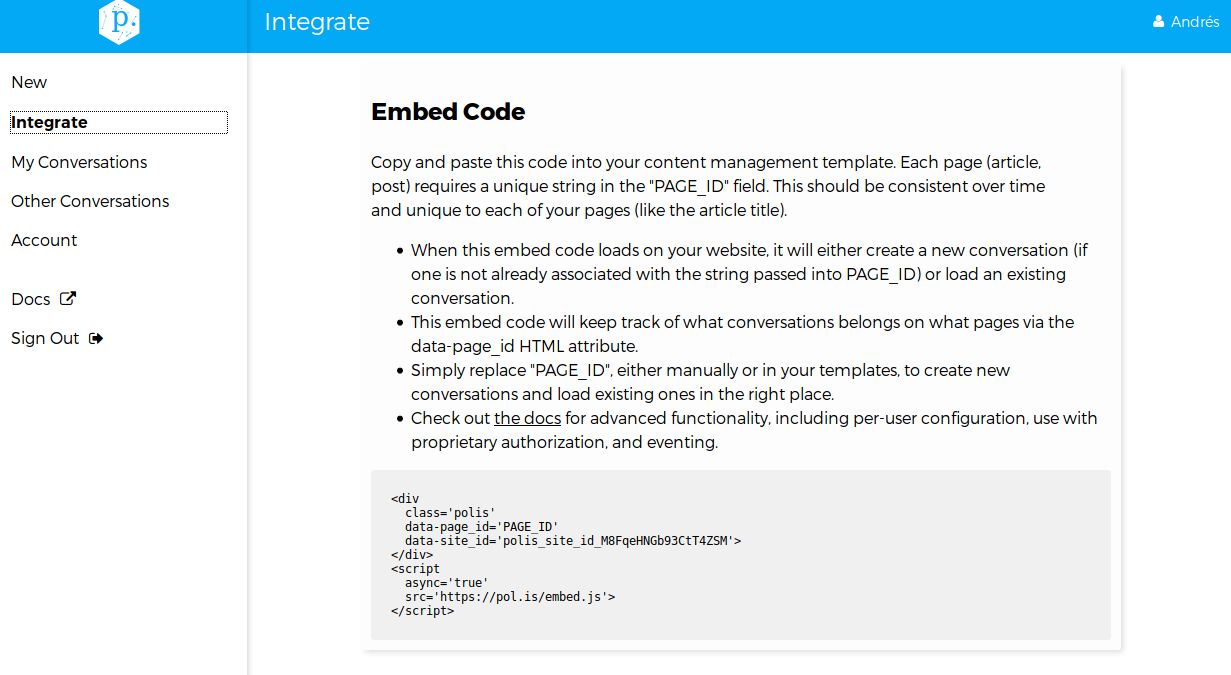 p.
Integrate
Andrés
New
Integrate
My Conversations
Other Conversations
Account
Docs
Sign Out
Embed Code
Copy and paste this code into your content management template. Each page (article,
post) requires a unique string in the "PAGE_ID" field. This should be consistent over time
and unique to each of your pages (like the article title).
• When this embed code loads on your website, it will either create a new conversation (if
one is not already associated with the string passed into PAGE_ID) or load an existing
conversation.
• This embed code will keep track of what conversations belongs on what pages via the
data-page_id HTML attribute.
• Simply replace "PAGE_ID", either manually or in your templates, to create new
conversations and load existing ones in the right place.
• Check out the docs for advanced functionality, including per-user configuration, use with
proprietary authorization, and eventing.
<div
  class='polis'
  data-page_id='PAGE_ID'
  data-site_id='polis_site_id_M8FqeHNGb93CtT4ZSM'>
</div>
<script
  async='true'
  src='https://pol.is/embed.js'>
</script>